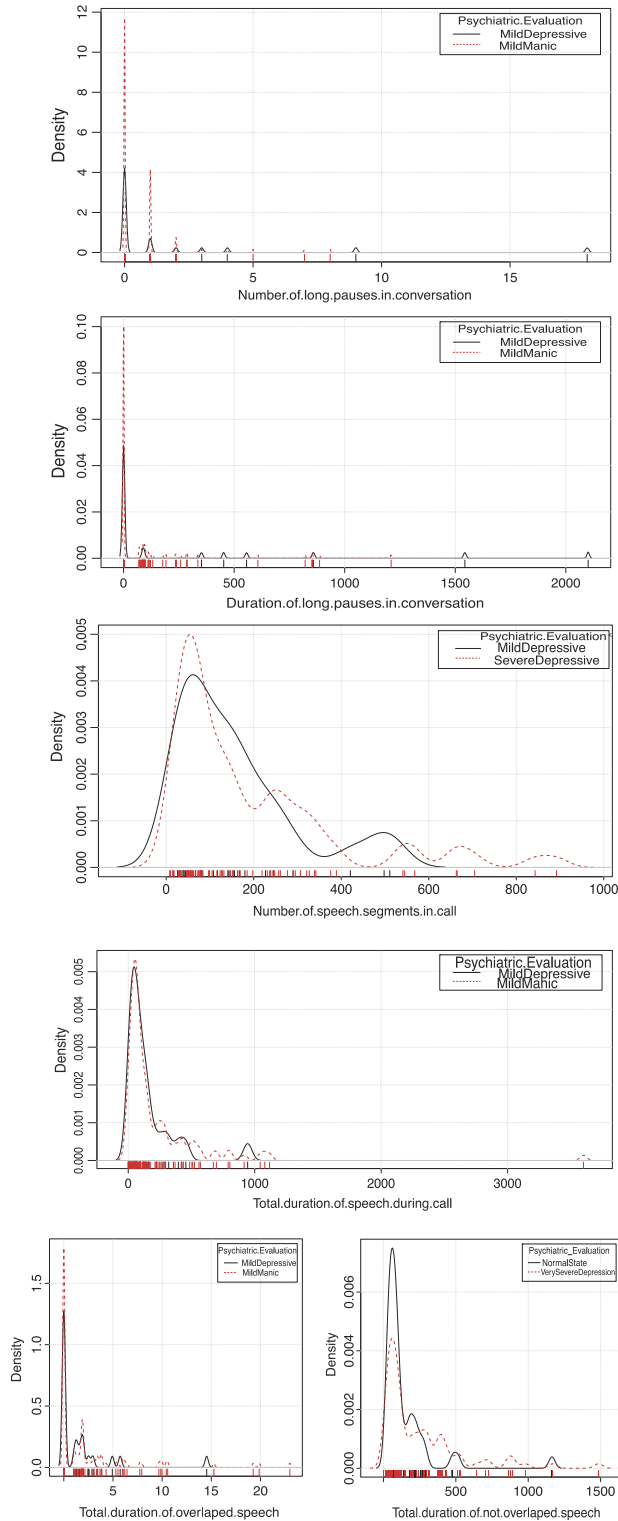 Psychiatric.Evaluation
MildDepressive
MildManic
Density
0 2 4 6 8 10 12
0 5 10 15
Number.of.long.pauses.in.conversation
Psychiatric.Evaluation
MildDepressive
MildManic
Density
0.00 0.02 0.04 0.06 0.08 0.10
0 500 1000 1500 2000
Duration.of.long.pauses.in.conversation
Psychiatric.Evaluation
MildDepressive
SevereDepressive
Density
0.000 0.001 0.002 0.003 0.004 0.005
0 200 400 600 800 1000
Number.of.speech.segments.in.call
Psychiatric.Evaluation
MildDepressive
MildManic
Density
0.000 0.001 0.002 0.003 0.004 0.005
0 1000 2000 3000
Total.duration.of.speech.during.call
Psychiatric.Evaluation
MildDepressive
MildManic
Density
0.0 0.5 1.0 1.5
0 5 10 15 20
Total.duration.of.overlaped.speech
Psychiatric_Evaluation
NormalState
VerySevereDepression
Density
0.000 0.002 0.004 0.006
500 1000 1500
Total.duration.of.not.overlaped.speech